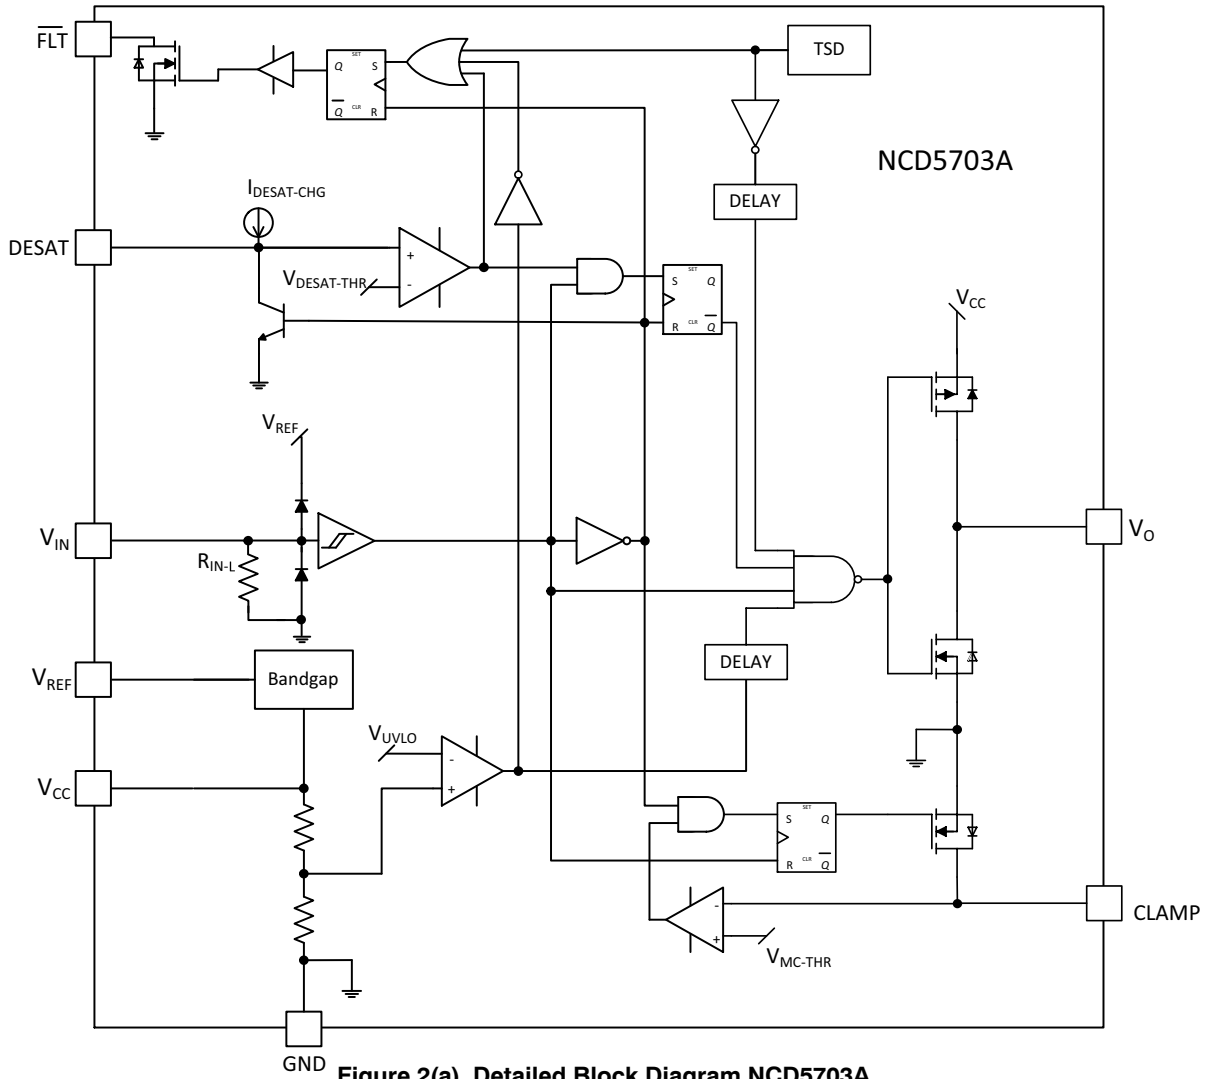 FLT
TSD
SET
Q S
Q CLR R
NCD5703A
DELAY
IDESAT-CHG
DESAT
+
VDESAT-THR
-
SET
S Q
R CLR Q
VCC
VREF
VIN
RIN-L
VO
DELAY
VREF
Bandgap
VUVLO
-
+
VCC
SET
S Q
R CLR Q
-
+
VMC-THR
CLAMP
GND
Figure 2(a). Detailed Block Diagram NCD5703A